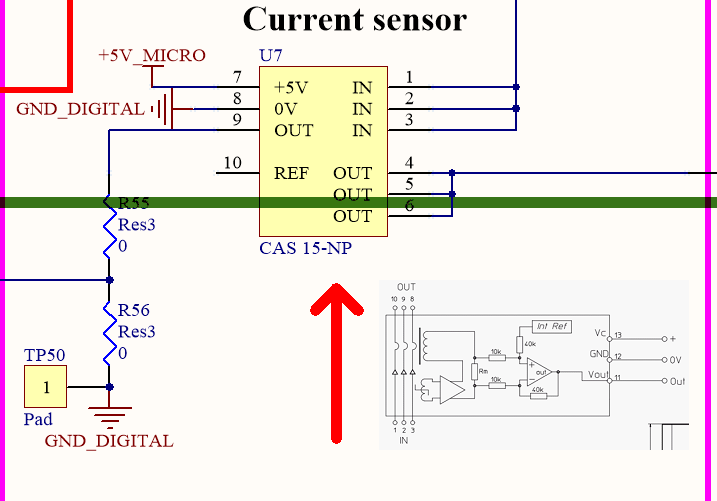 Current sensor
U7
+5V_MICRO
7 +5V IN 1
GND_DIGITAL 8 0V IN 2
9 OUT IN 3
10 REF OUT 4
OUT 5
OUT 6
R55
Res3
0
CAS 15-NP
R56
Res3
0
TP50
1
Pad
GND_DIGITAL
OUT
10 9 8
Int Ref
Vc 13 +
40k
10k
GND 12 0V
Rm
out
Vout 11 Out
10k
40k
1 2 3
IN